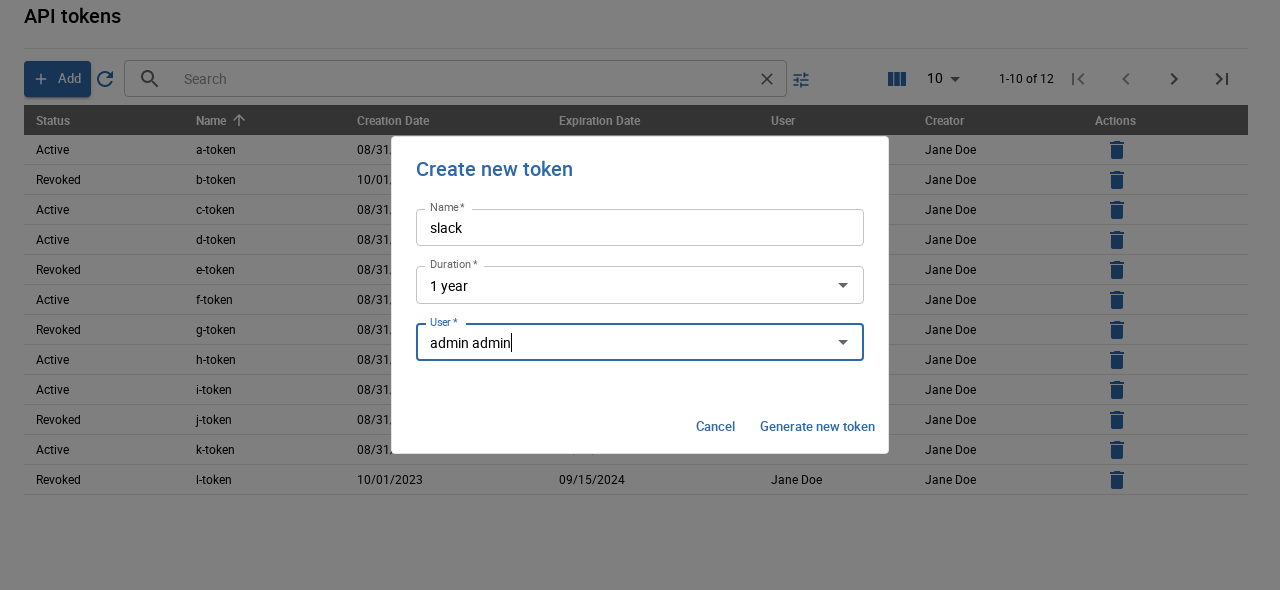 API tokens
Add
Search
10
1-10 of 12
Status Name Creation Date Expiration Date User Creator Actions
Active a-token 08/31 Jane Doe
Revoked b-token 10/01 Jane Doe
Active c-token 08/31 Jane Doe
Active d-token 08/31 Jane Doe
Revoked e-token 08/31 Jane Doe
Active f-token 08/31 Jane Doe
Revoked g-token 08/31 Jane Doe
Active h-token 08/31 Jane Doe
Active i-token 08/31 Jane Doe
Revoked j-token 08/31 Jane Doe
Active k-token 08/31 Jane Doe
Revoked l-token 10/01/2023 09/15/2024 Jane Doe Jane Doe
Create new token
Name *
slack
Duration *
1 year
User *
admin admin
Cancel Generate new token